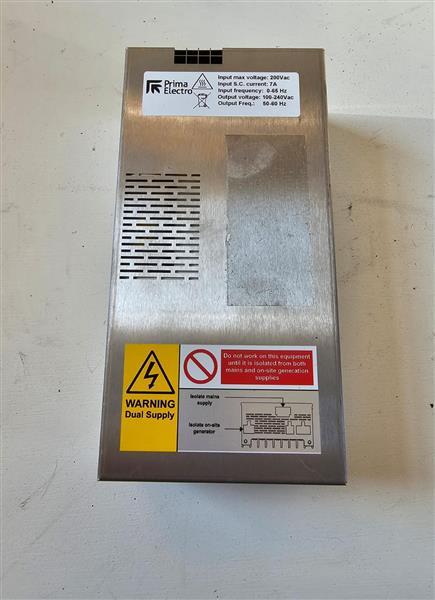 Prima
Electro
Input max voltage: 200Vac
Input S.C. current: 7A
Input frequency: 0-65 Hz
Output voltage: 100-240Vac
Output Freq.: 50-60 Hz
WARNING
Dual Supply
Do not work on this equipment
until it is isolated from both
mains and on-site generation
supplies
Isolate mains
supply
Isolate on-site
generator